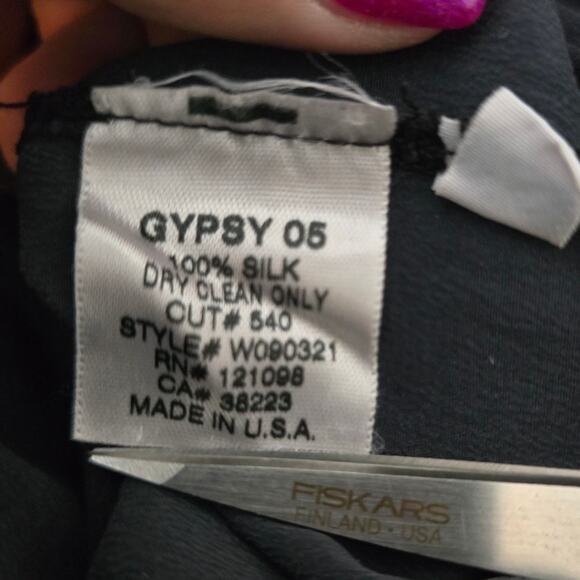 GYPSY 05
100% SILK
DRY CLEAN ONLY
CUT# 540
STYLE# W090321
RN# 121098
CA# 38223
MADE IN U.S.A.
FISKARS
FINLAND · USA